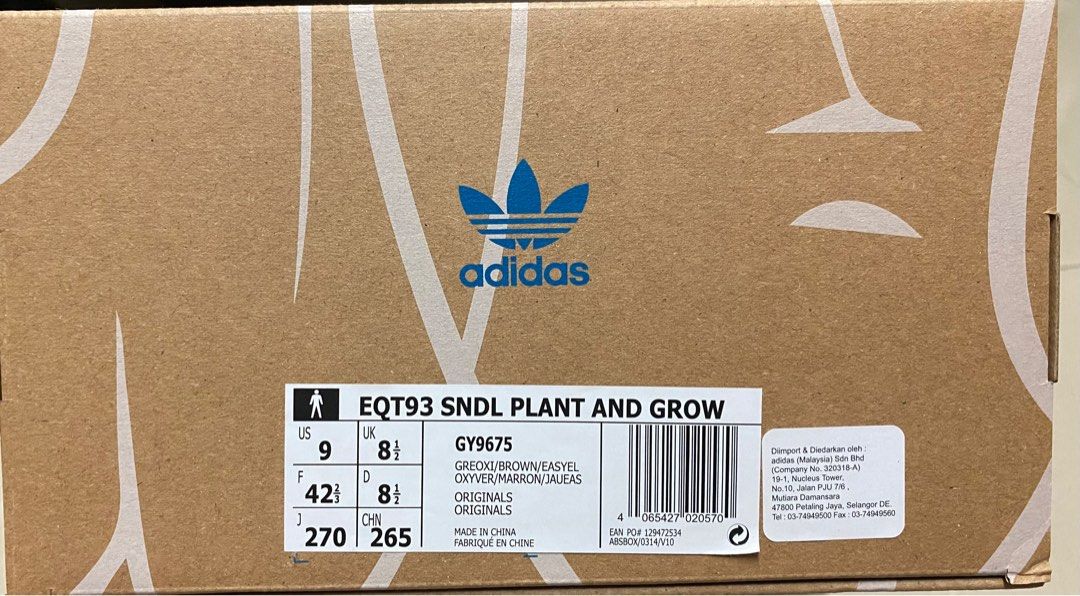 adidas
EQT93 SNDL PLANT AND GROW
US 9
UK 8½
F 42⅔
D 8½
J 270
CHN 265
GY9675
GREOXI/BROWN/EASYEL
OXYVER/MARRON/JAUEAS
ORIGINALS
ORIGINALS
MADE IN CHINA
FABRIQUÉ EN CHINE
4 065427 020570
EAN PO# 129472534
ABSBOX/0314/V10
Diimport & Diedarkan oleh :
adidas (Malaysia) Sdn Bhd
(Company No. 320318-A)
19-1, Nucleus Tower,
No.10, Jalan PJU 7/6 ,
Mutiara Damansara
47800 Petaling Jaya, Selangor DE.
Tel : 03-74949500 Fax : 03-74949560